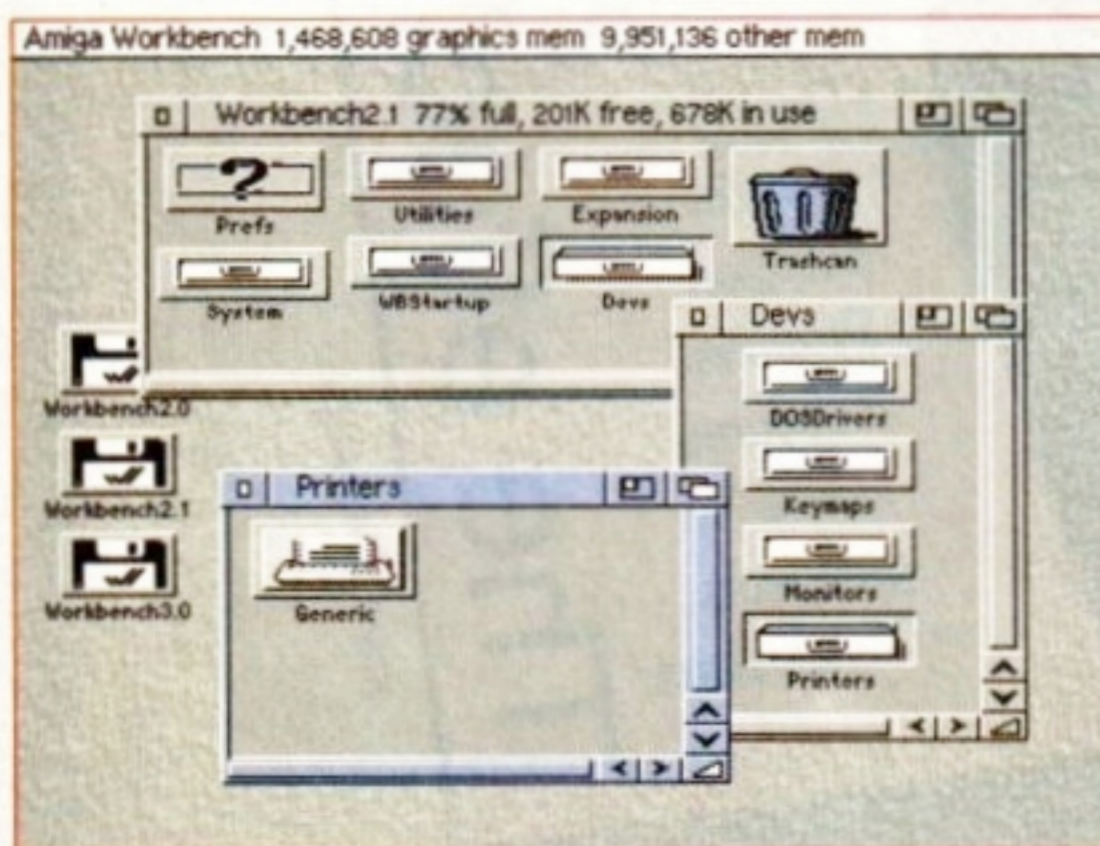 Amiga Workbench 1,468,608 graphics mem 9,951,136 other mem
Workbench2.1 77% full, 201K free, 678K in use
Prefs
Utilities
Expansion
Trashcan
System
WBStartup
Devs
Devs
DOSDrivers
Keymaps
Monitors
Printers
Workbench2.0
Workbench2.1
Workbench3.0
Printers
Generic